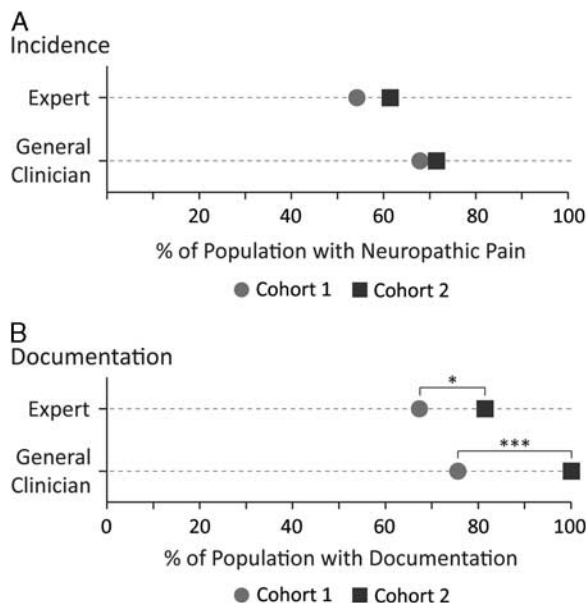 A
Incidence
Expert
General
Clinician
20 40 60 80 100
% of Population with Neuropathic Pain
Cohort 1 Cohort 2
B
Documentation
*
Expert
***
General
Clinician
0 20 40 60 80 100
% of Population with Documentation
Cohort 1 Cohort 2